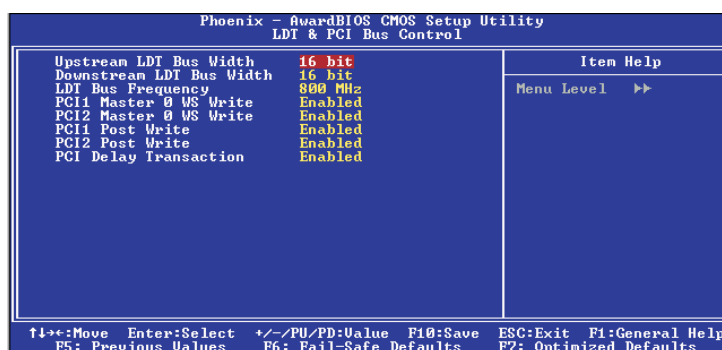 Phoenix - AwardBIOS CMOS Setup Utility
LDT & PCI Bus Control
Upstream LDT Bus Width 16 bit
Downstream LDT Bus Width 16 bit
LDT Bus Frequency 800 MHz
PCI1 Master 0 WS Write Enabled
PCI2 Master 0 WS Write Enabled
PCI1 Post Write Enabled
PCI2 Post Write Enabled
PCI Delay Transaction Enabled
Item Help
Menu Level ▸▸
↑↓→←:Move Enter:Select +/-/PU/PD:Value F10:Save ESC:Exit F1:General Help
F5: Previous Values F6: Fail-Safe Defaults F7: Optimized Defaults